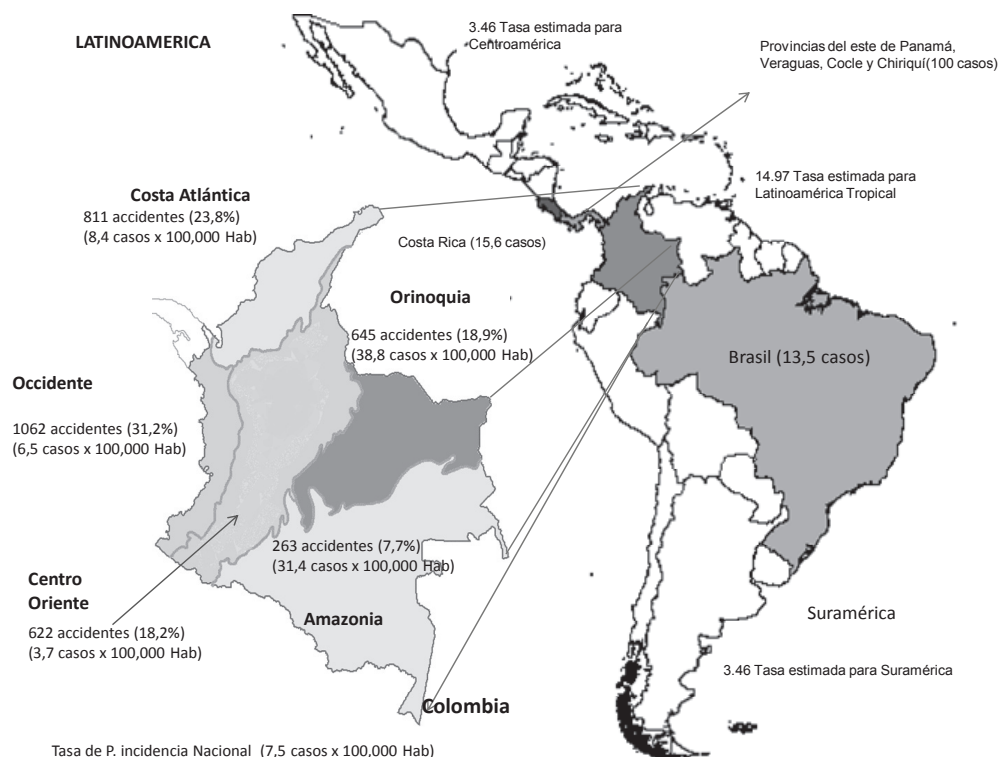 LATINOAMERICA
3.46 Tasa estimada para
Centroamérica
Provincias del este de Panamá,
Veraguas, Cocle y Chiriquí(100 casos)
14.97 Tasa estimada para
Latinoamérica Tropical
Costa Atlántica
811 accidentes (23,8%)
(8,4 casos x 100,000 Hab)
Costa Rica (15,6 casos)
Orinoquia
645 accidentes (18,9%)
(38,8 casos x 100,000 Hab)
Brasil (13,5 casos)
Occidente
1062 accidentes (31,2%)
(6,5 casos x 100,000 Hab)
263 accidentes (7,7%)
(31,4 casos x 100,000 Hab)
Amazonia
Centro
Oriente
622 accidentes (18,2%)
(3,7 casos x 100,000 Hab)
Suramérica
3.46 Tasa estimada para Suramérica
Colombia
Tasa de P. incidencia Nacional (7,5 casos x 100,000 Hab)